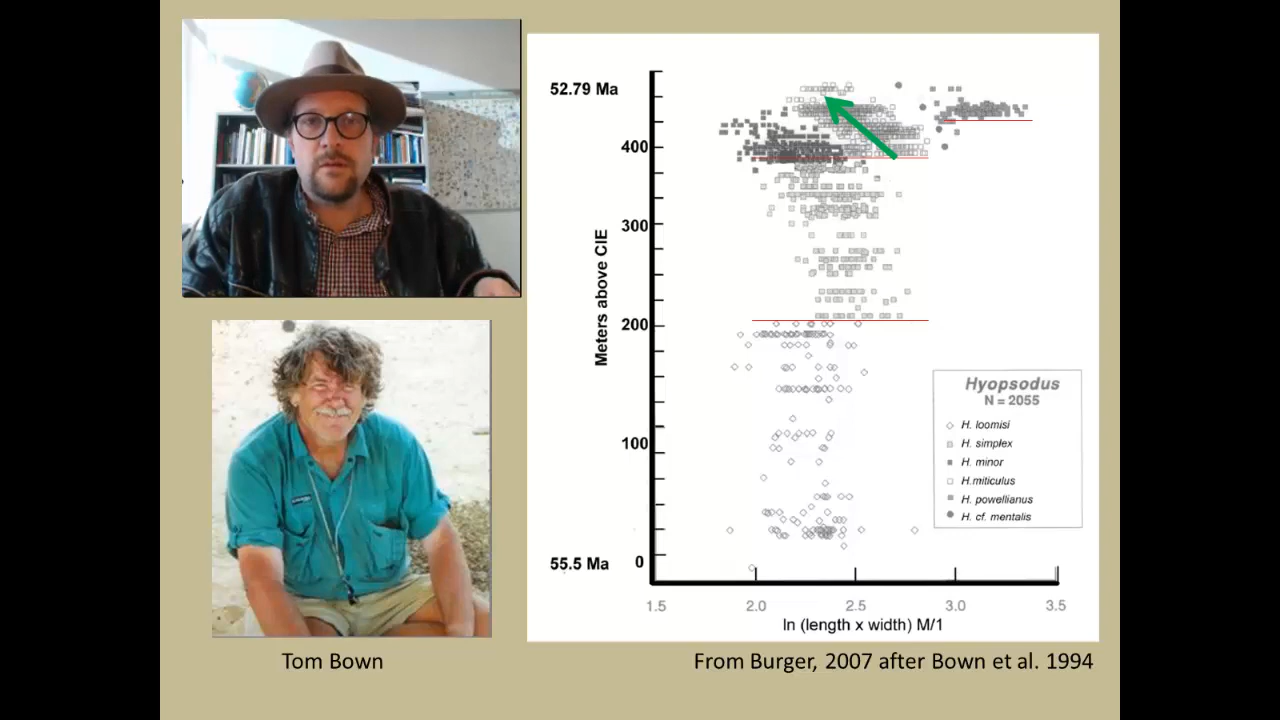 52.79 Ma
400
300
Meters above CIE
200
100
55.5 Ma
0
1.5
2.0
2.5
3.0
3.5
ln (length x width) M/1
Hyopsodus
N = 2055
H. loomisi
H. simplex
H. minor
H.miticulus
H. powellianus
H. cf. mentalis
Tom Bown
From Burger, 2007 after Bown et al. 1994